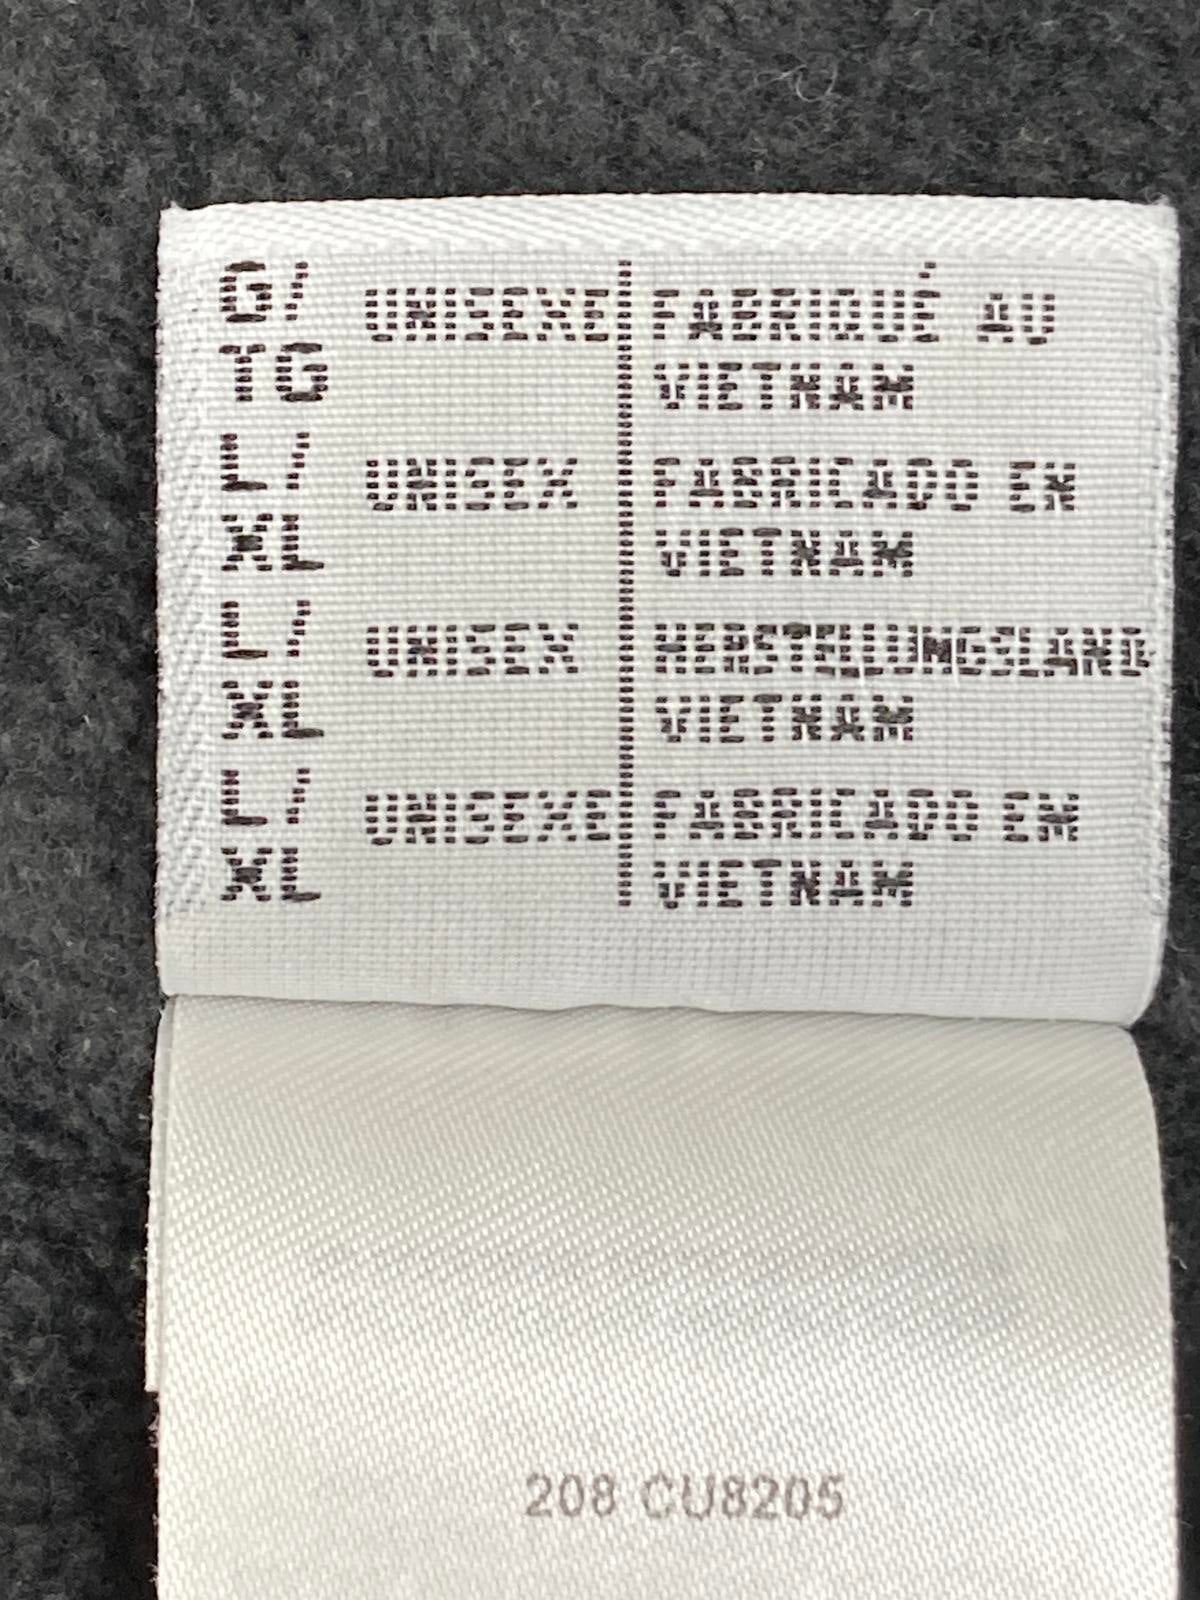 G/ UNISEXE FABRIQUÉ AU
TG VIETNAM
L/ UNISEX FABRICADO EN
XL VIETNAM
L/ UNISEX HERSTELLUNGSLAND
XL VIETNAM
L/ UNISEXE FABRICADO EM
XL VIETNAM
208 CU8205